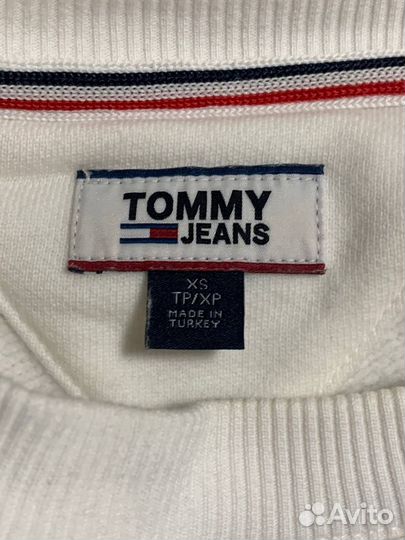 TOMMY
JEANS
XS
TP/XP
MADE IN
TURKEY
Avito